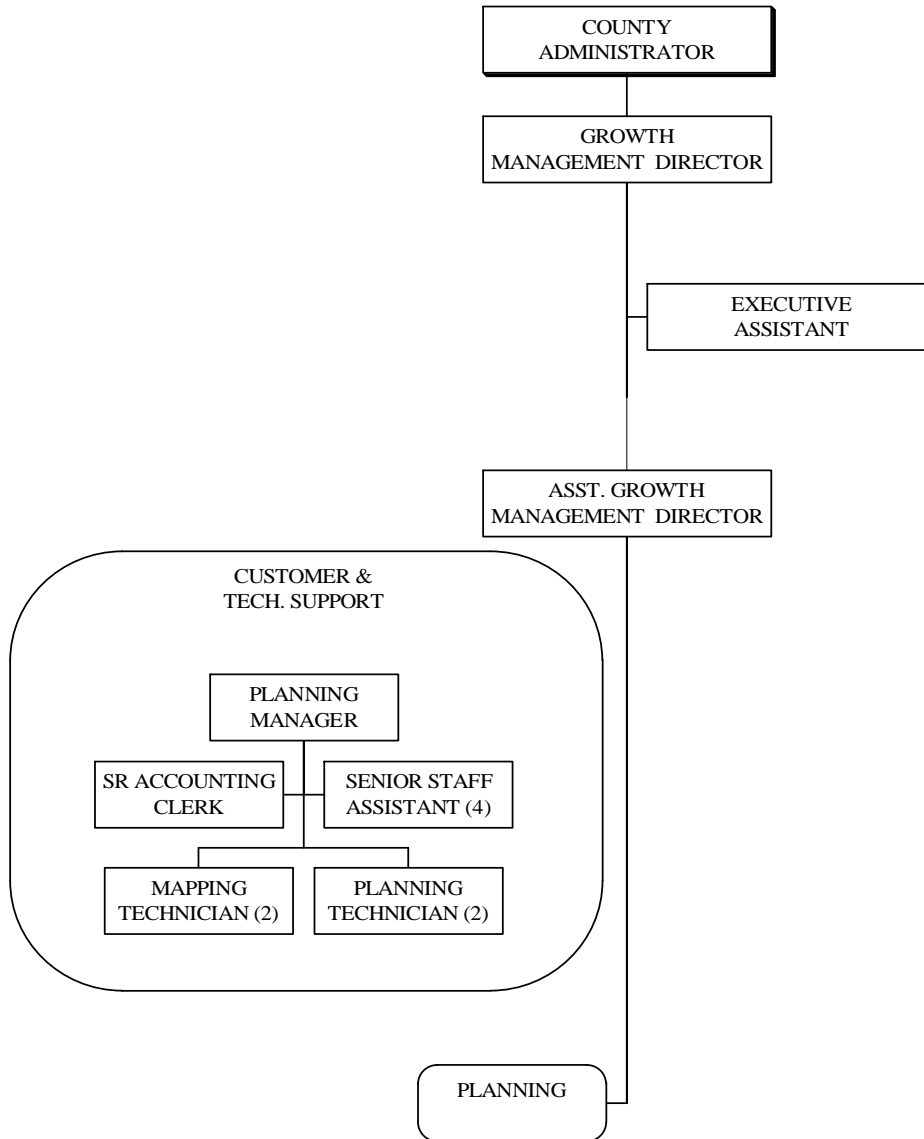 COUNTY
ADMINISTRATOR
GROWTH
MANAGEMENT DIRECTOR
EXECUTIVE
ASSISTANT
ASST. GROWTH
MANAGEMENT DIRECTOR
CUSTOMER &
TECH. SUPPORT
PLANNING
MANAGER
SR ACCOUNTING
CLERK
SENIOR STAFF
ASSISTANT (4)
MAPPING
TECHNICIAN (2)
PLANNING
TECHNICIAN (2)
PLANNING